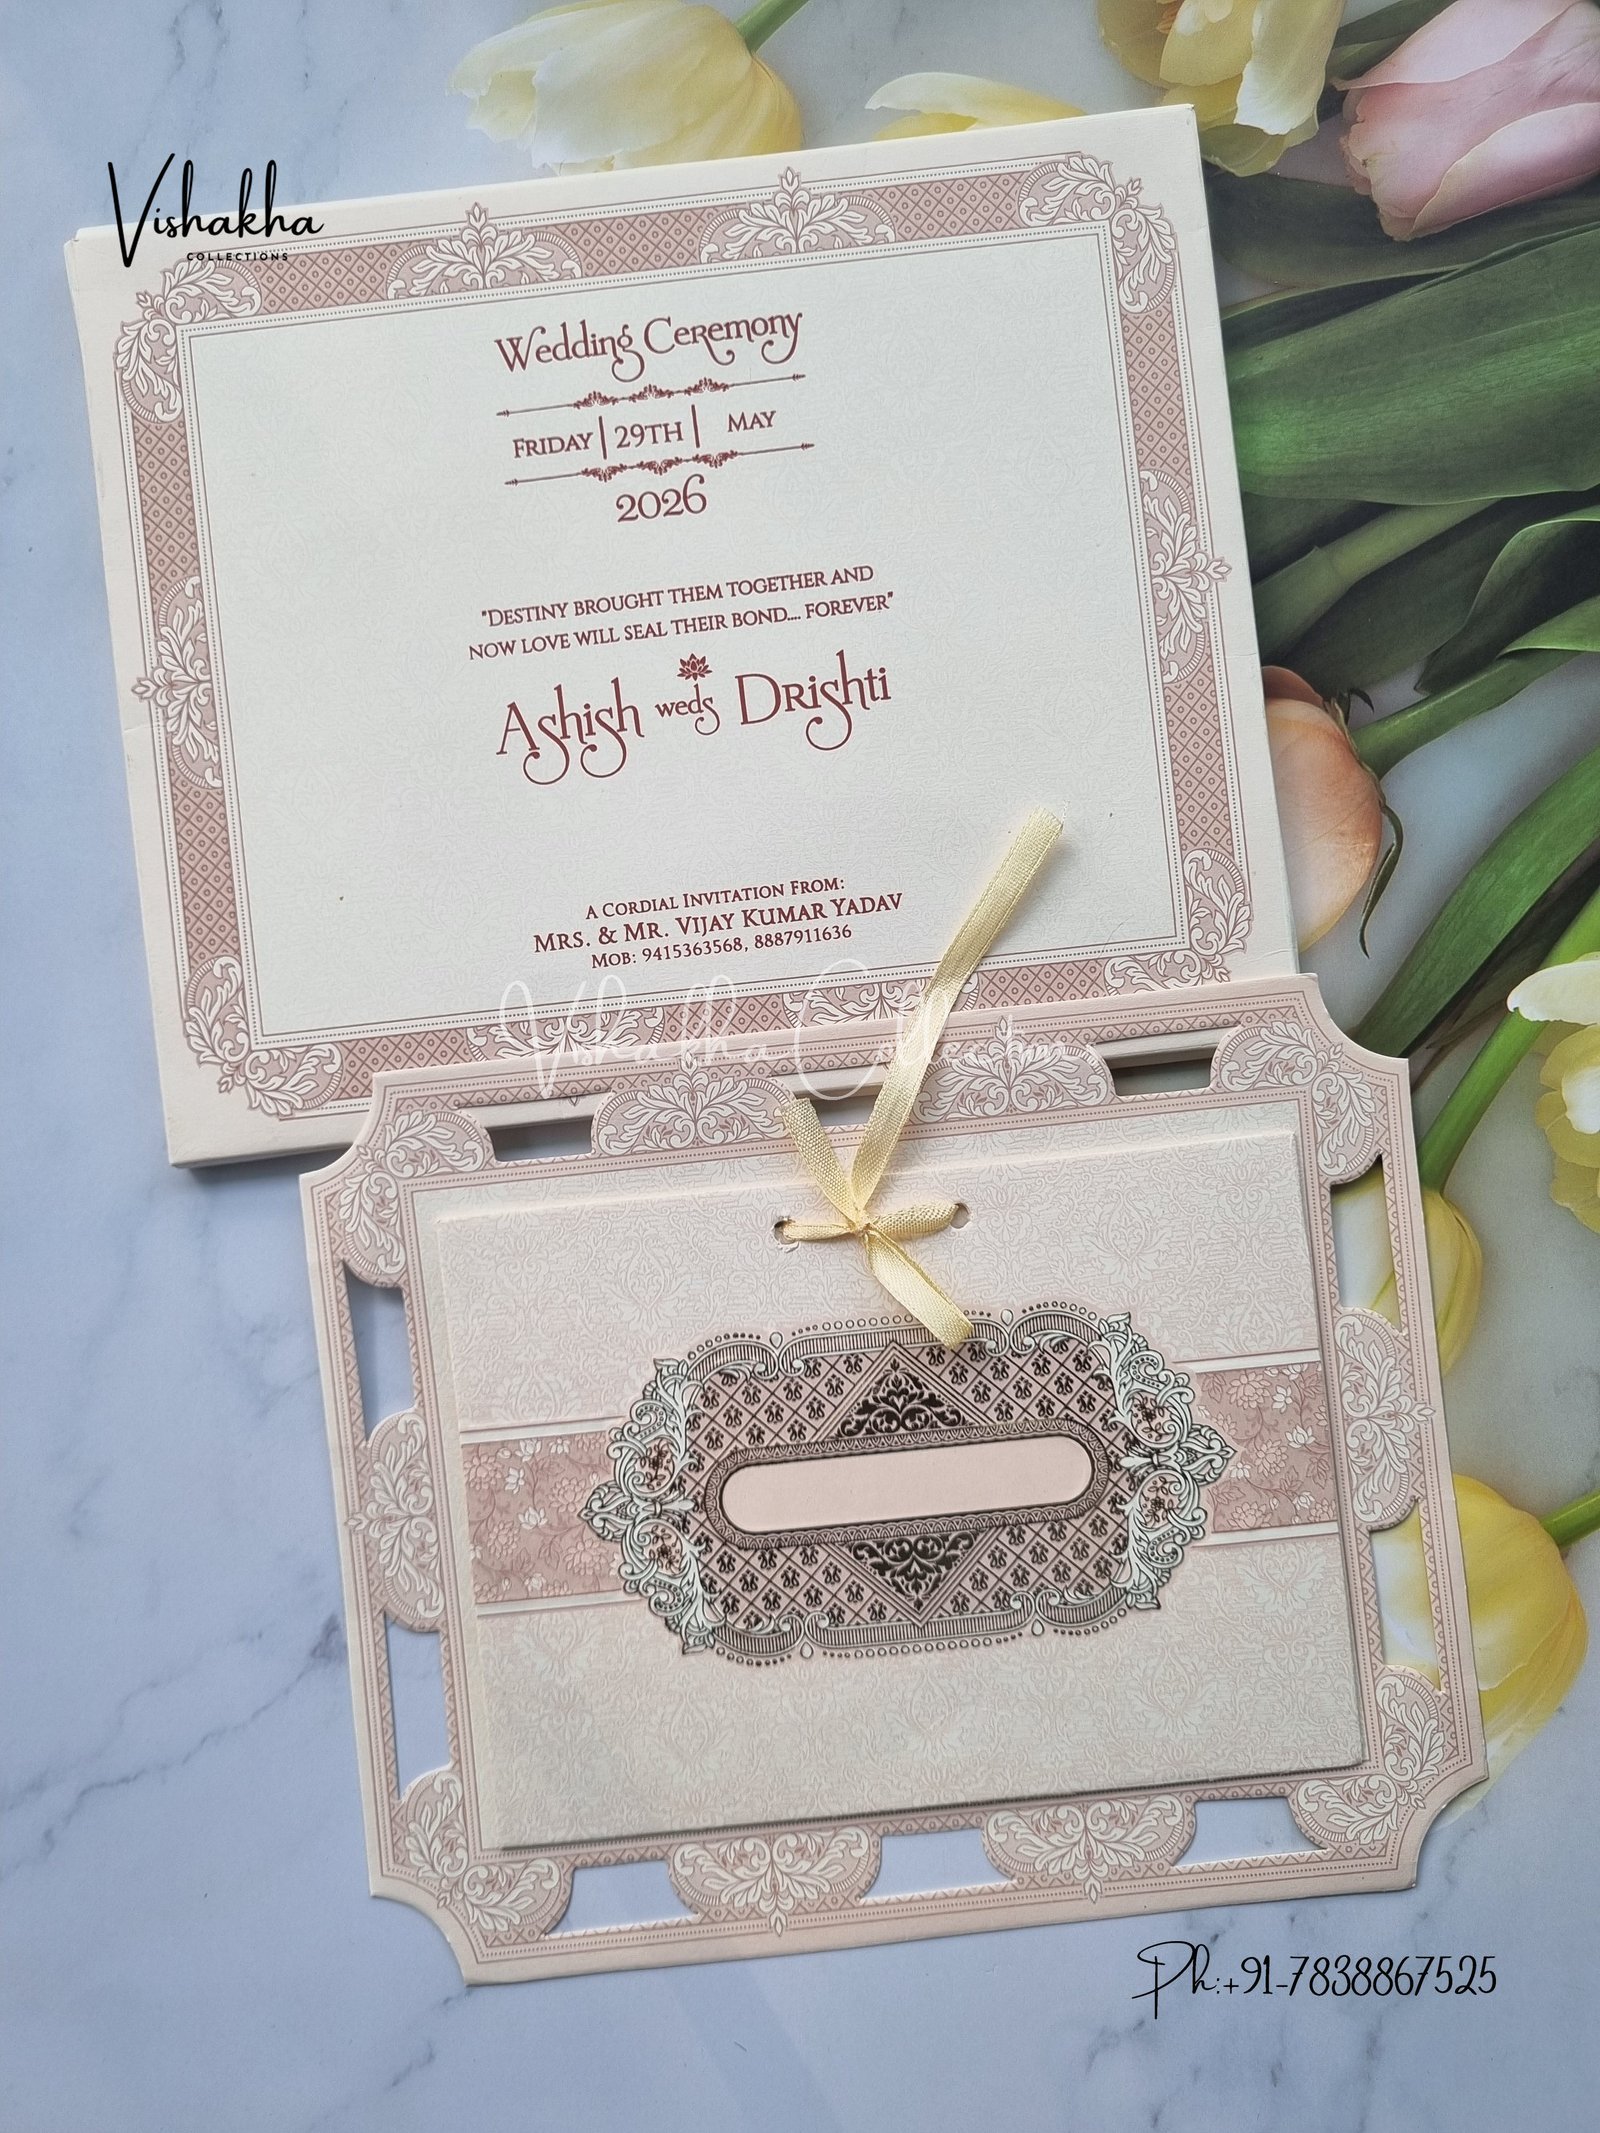 Vishakha
COLLECTIONS
Wedding Ceremony
FRIDAY | 29TH | MAY
2026
"DESTINY BROUGHT THEM TOGETHER AND
NOW LOVE WILL SEAL THEIR BOND.... FOREVER"
Ashish weds Drishti
A CORDIAL INVITATION FROM:
MRS. & MR. VIJAY KUMAR YADAV
MOB: 9415363568, 8887911636
Vishakha Collections
Ph:+91-7838867525